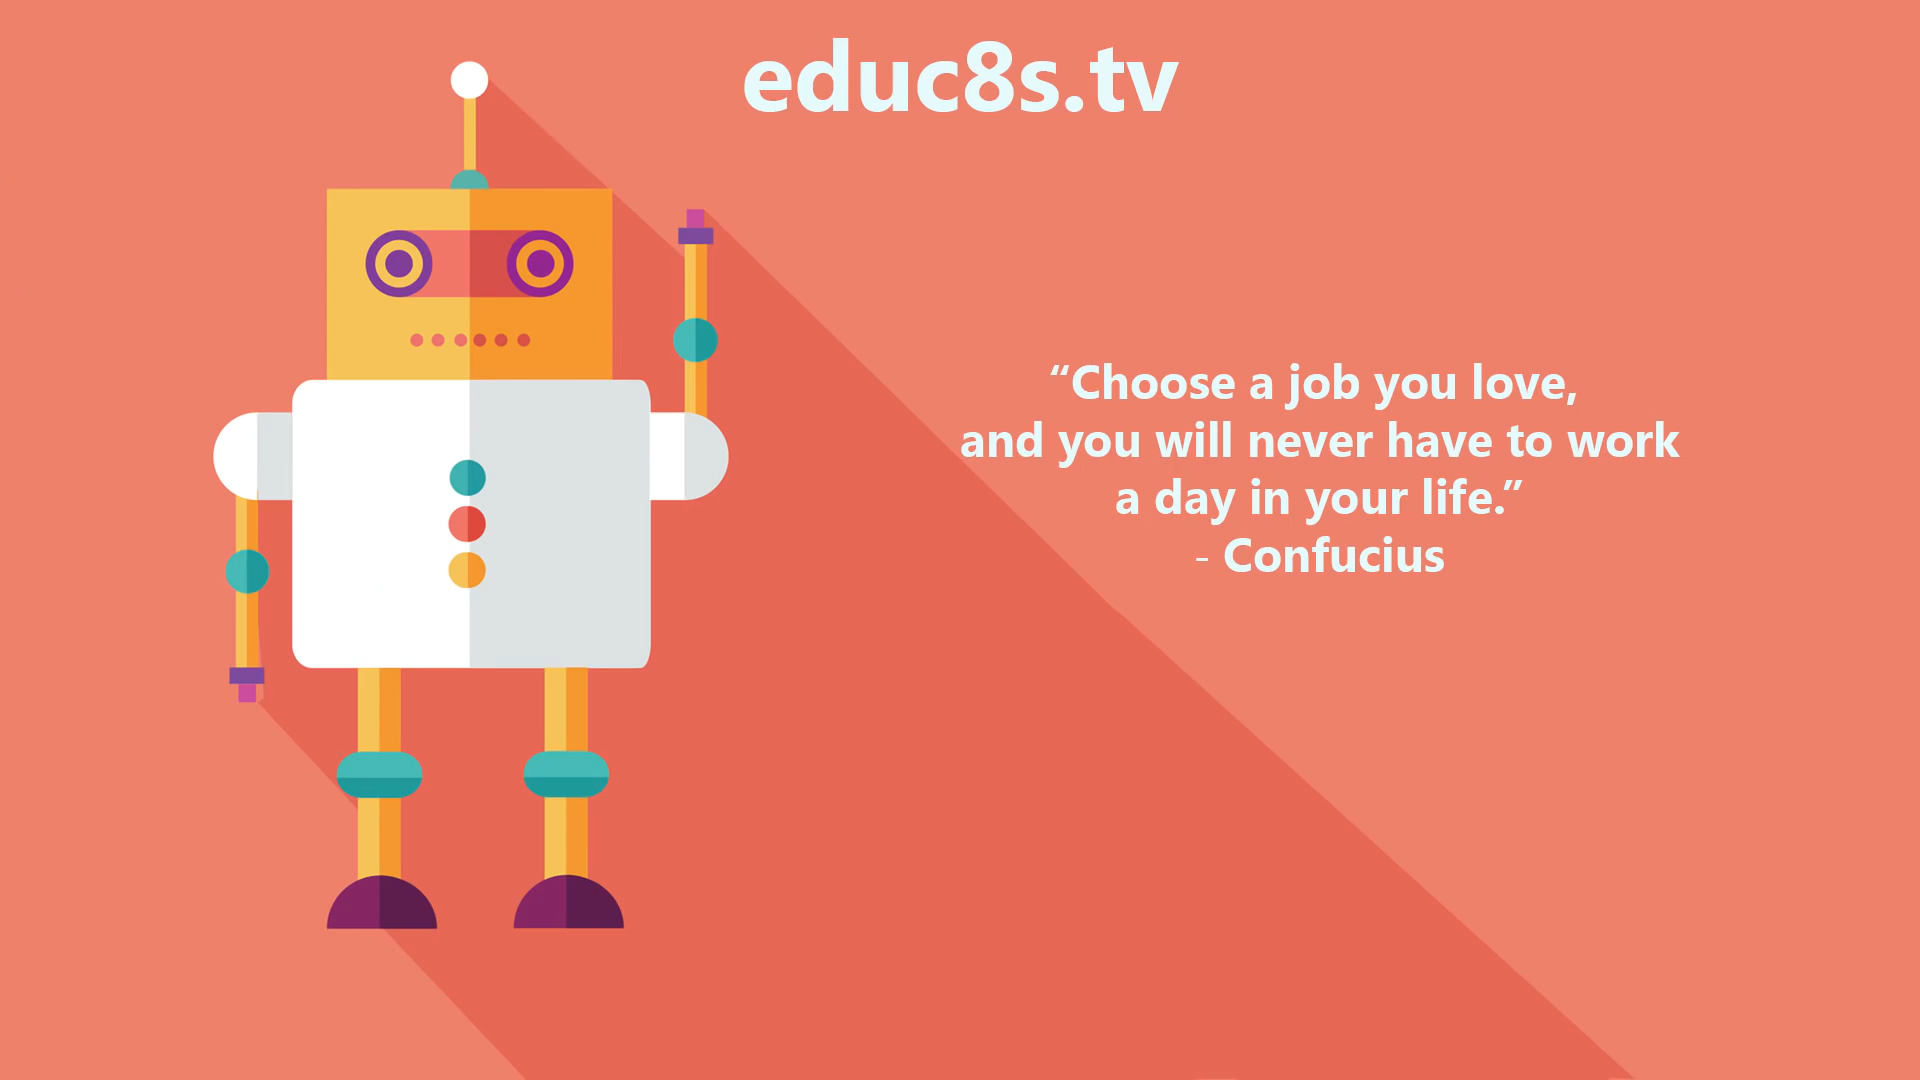 educ8s.tv
“Choose a job you love,
and you will never have to work
a day in your life.”
- Confucius